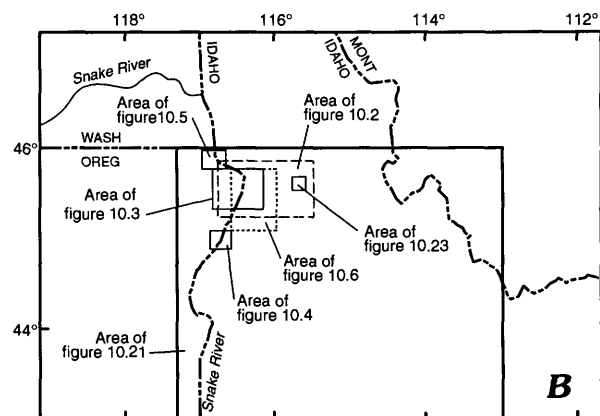 118°
116°
114°
112°
IDAHO
MONT
IDAHO
Snake River
Area of
figure10.5
Area of
figure 10.2
WASH
46°
OREG
Area of
figure 10.3
Area of
figure 10.23
Area of
figure 10.6
Area of
figure 10.4
44°
Area of
figure 10.21
Snake River
B